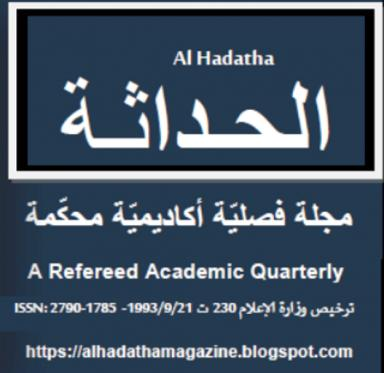 Al Hadatha
الحداثة
مجلة فصليّة أكاديميّة محكّمة
A Refereed Academic Quarterly
ترخيص وزارة الإعلام 230 ت 1993/9/21- ISSN: 2790-1785
https://alhadathamagazine.blogspot.com